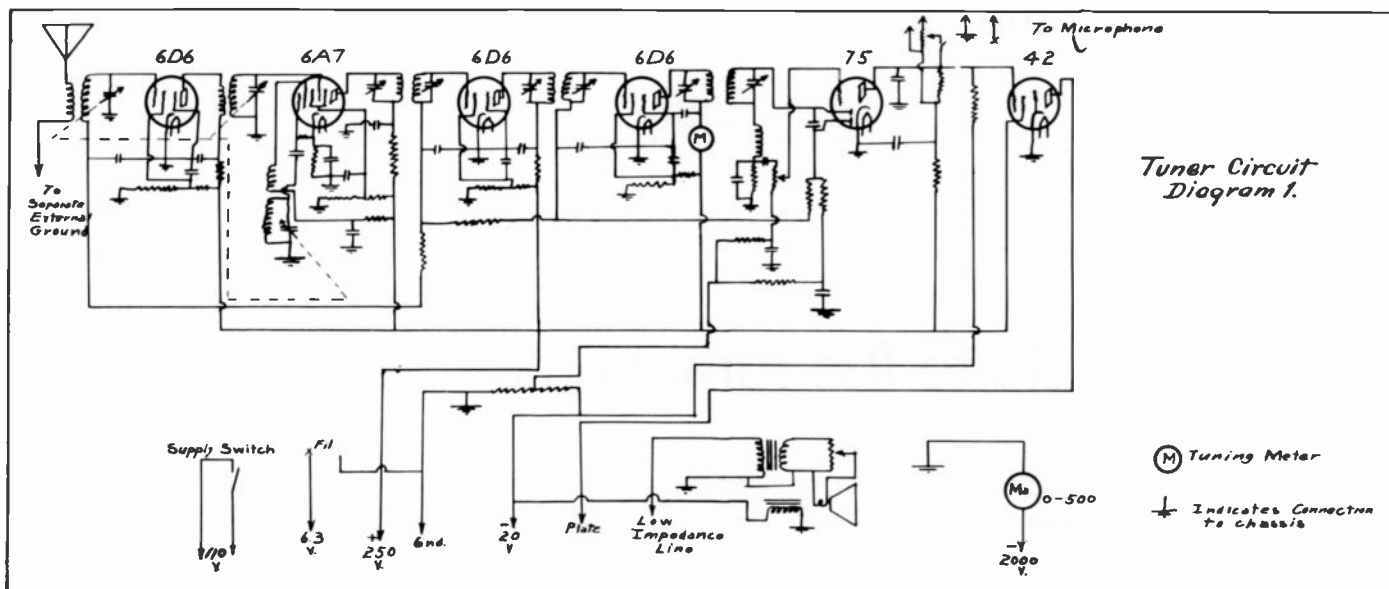 6D6
6A7
6D6
6D6
75
To Microphone
42
Tuner Circuit
Diagram 1.
To
Separate
External
Ground
M
Supply Switch
Fil
110
V.
6.3
V.
+
250
V.
Gnd.
-
20
V
Plate
Low
Impedance
Line
Ma
0-500
-
2000
V.
M Tuning Meter
Indicates Connection
to chassis